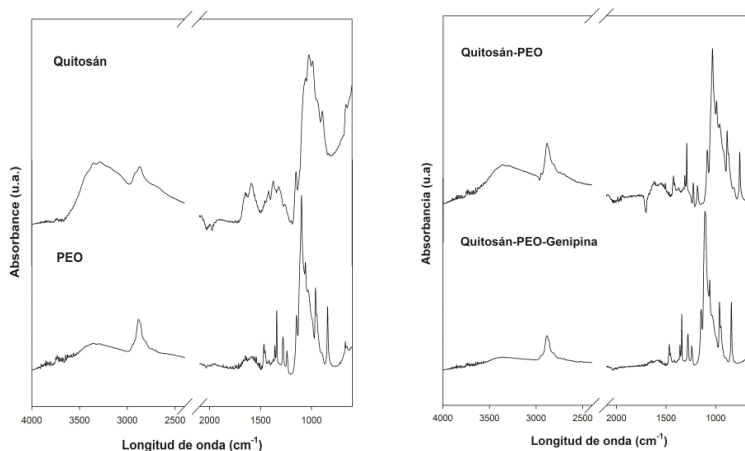 Quitosán
PEO
Absorbance (u.a.)
4000 3500 3000 2500 2000 1500 1000
Longitud de onda (cm-1)
Quitosán-PEO
Quitosán-PEO-Genipina
Absorbancia (u.a)
4000 3500 3000 2500 2000 1500 1000
Longitud de onda (cm-1)